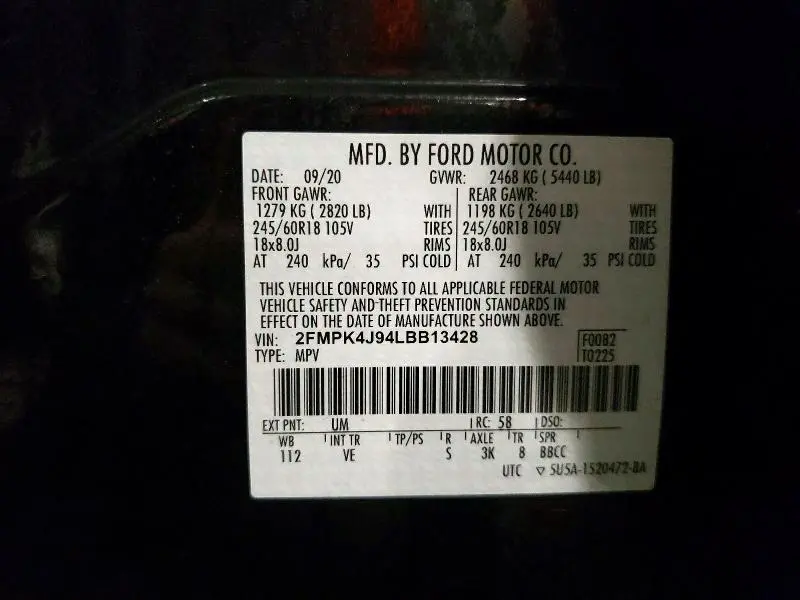 MFD. BY FORD MOTOR CO.
DATE: 09/20 GVWR: 2468 KG ( 5440 LB)
FRONT GAWR: REAR GAWR:
1279 KG ( 2820 LB) WITH 1198 KG ( 2640 LB) WITH
245/60R18 105V TIRES 245/60R18 105V TIRES
18x8.0J RIMS 18x8.0J RIMS
AT 240 kPa/ 35 PSI COLD AT 240 kPa/ 35 PSI COLD
THIS VEHICLE CONFORMS TO ALL APPLICABLE FEDERAL MOTOR
VEHICLE SAFETY AND THEFT PREVENTION STANDARDS IN
EFFECT ON THE DATE OF MANUFACTURE SHOWN ABOVE.
VIN: 2FMPK4J94LBB13428 F0082
TYPE: MPV T0225
EXT PNT: UM RC: 58 DSO:
WB INT TR TP/PS R AXLE TR SPR
112 VE S 3K 8 BBCC
UTC ▽ 5U5A-1520472-BA